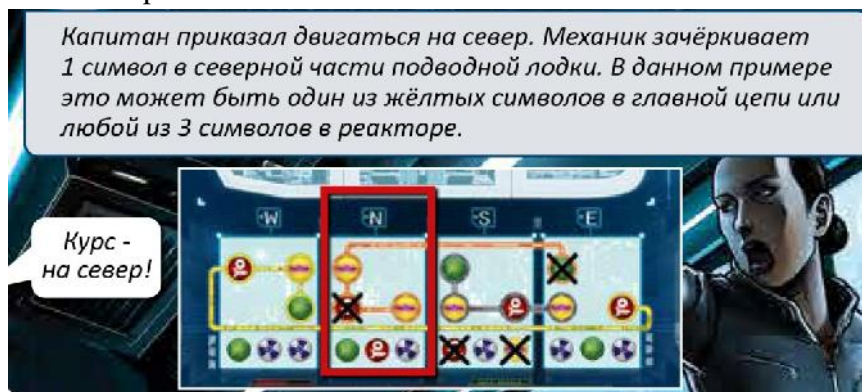 Капитан приказал двигаться на север. Механик зачёркивает
1 символ в северной части подводной лодки. В данном примере
это может быть один из жёлтых символов в главной цепи или
любой из 3 символов в реакторе.
W N S E
Курс -
на север!